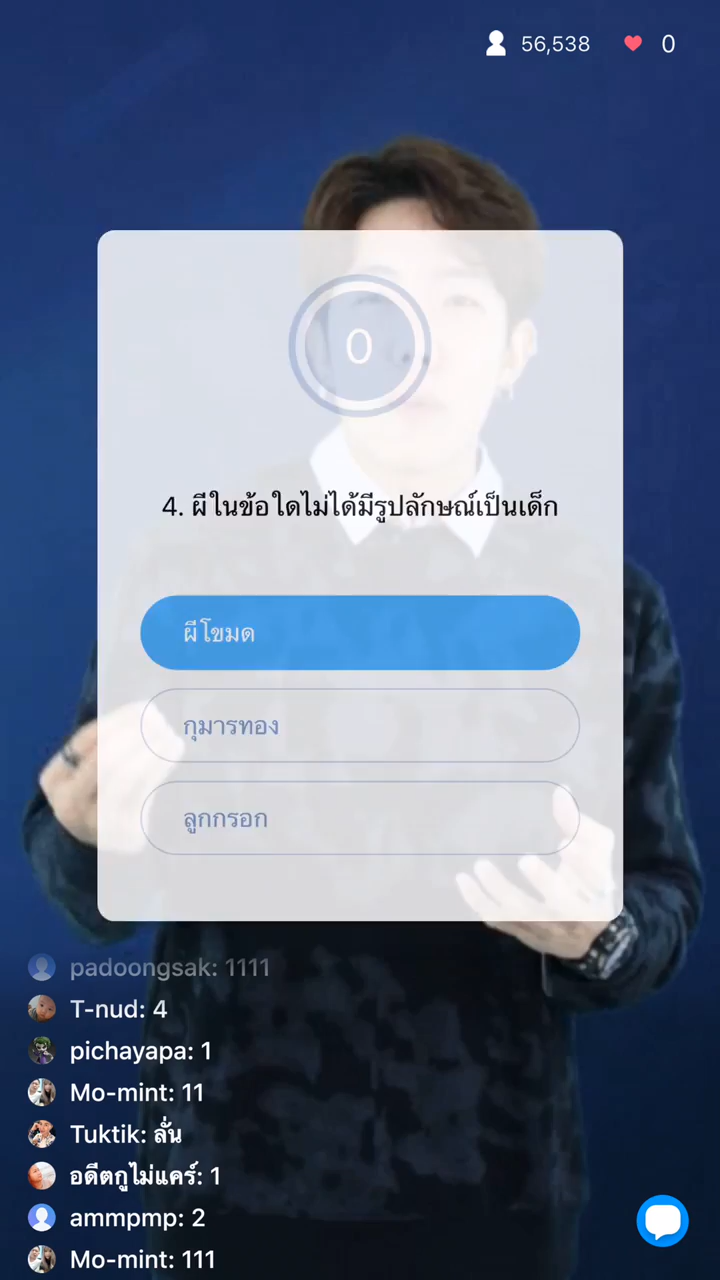 56,538 0
0
4. ผีในข้อใดไม่ได้มีรูปลักษณ์เป็นเด็ก
ผีโขมด
กุมารทอง
ลูกกรอก
padoongsak: 1111
T-nud: 4
pichayapa: 1
Mo-mint: 11
Tuktik: ลั่น
อดีตกูไม่แคร์: 1
ammpmp: 2
Mo-mint: 111